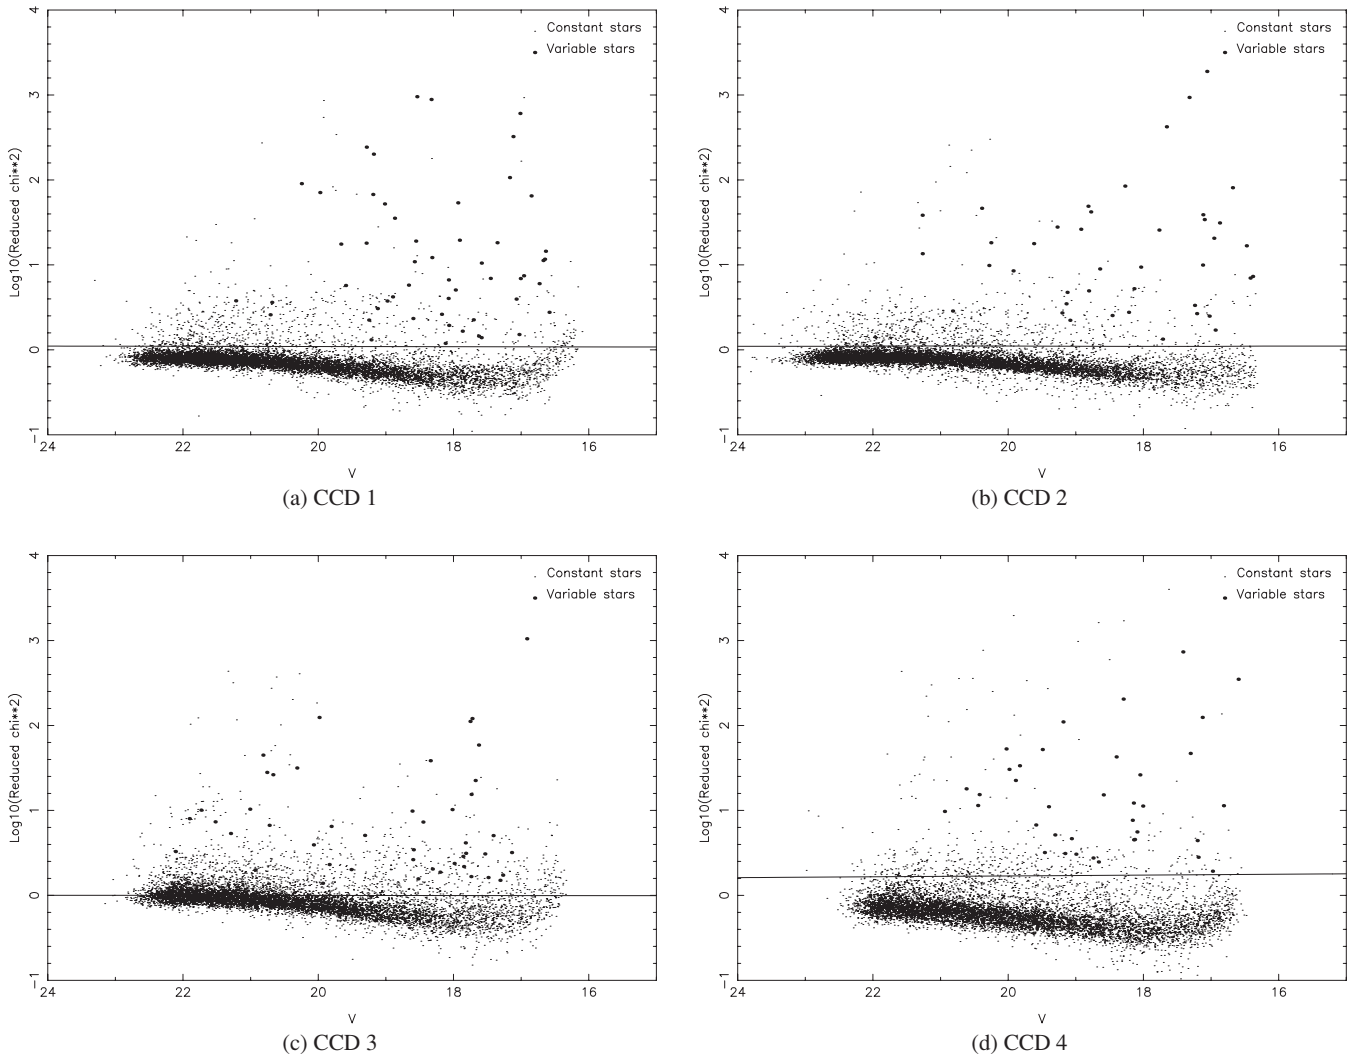 4
3
2
1
0
−1
Log10(Reduced chi**2)
Constant stars
Variable stars
24 22 20 18 16
V
(a) CCD 1
4
3
2
1
0
−1
Log10(Reduced chi**2)
Constant stars
Variable stars
24 22 20 18 16
V
(b) CCD 2
4
3
2
1
0
−1
Log10(Reduced chi**2)
Constant stars
Variable stars
24 22 20 18 16
V
(c) CCD 3
4
3
2
1
0
−1
Log10(Reduced chi**2)
Constant stars
Variable stars
24 22 20 18 16
V
(d) CCD 4